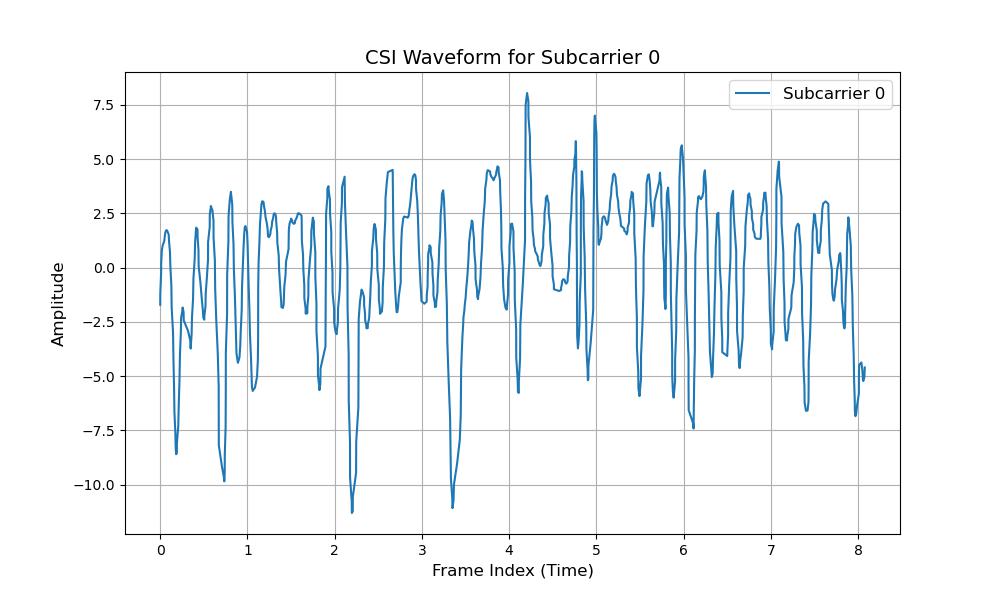 CSI Waveform for Subcarrier 0
Subcarrier 0
7.5
5.0
2.5
0.0
−2.5
−5.0
−7.5
−10.0
Amplitude
0 1 2 3 4 5 6 7 8
Frame Index (Time)